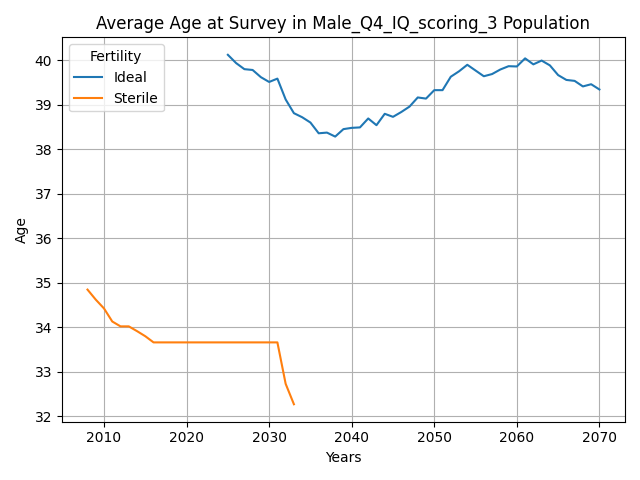 Average Age at Survey in Male_Q4_IQ_scoring_3 Population
Fertility
Ideal
Sterile
40
39
38
37
36
35
34
33
32
Age
2010
2020
2030
2040
2050
2060
2070
Years